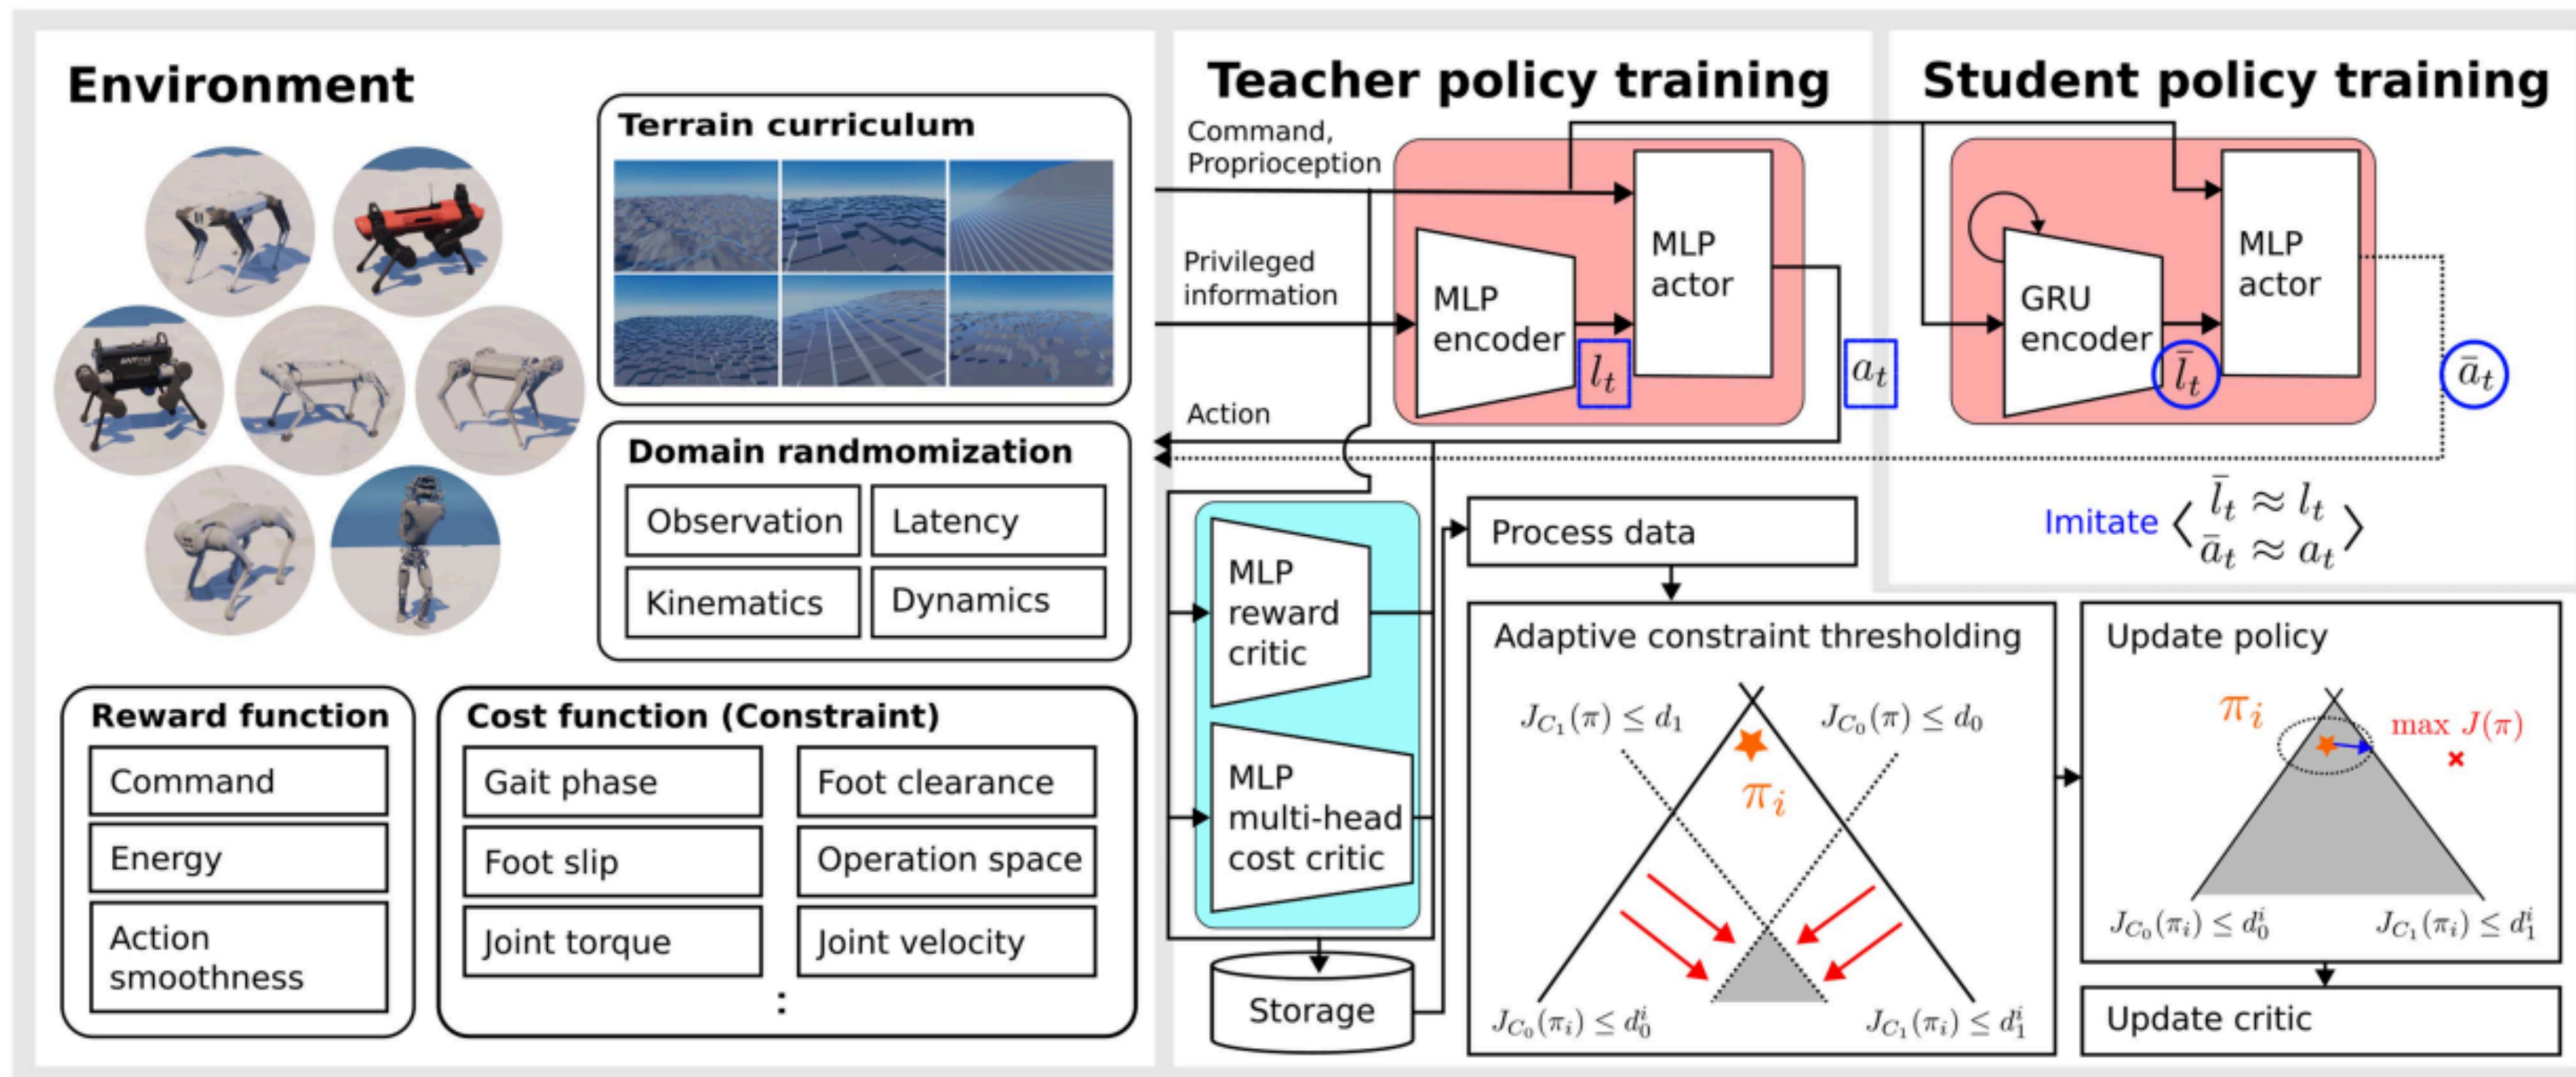 Environment
Terrain curriculum
Domain randmomization
Observation
Latency
Kinematics
Dynamics
Reward function
Command
Energy
Action
smoothness
Cost function (Constraint)
Gait phase
Foot clearance
Foot slip
Operation space
Joint torque
Joint velocity
:
Teacher policy training
Command,
Proprioception
Privileged
information
Action
MLP
encoder
l_t
MLP
actor
a_t
Student policy training
GRU
encoder
l̄_t
MLP
actor
ā_t
Imitate
l̄_t ≈ l_t
ā_t ≈ a_t
MLP
reward
critic
MLP
multi-head
cost critic
Storage
Process data
Adaptive constraint thresholding
J_{C_1}(π) ≤ d_1
J_{C_0}(π) ≤ d_0
π_i
J_{C_0}(π_i) ≤ d_0^i
J_{C_1}(π_i) ≤ d_1^i
Update policy
π_i
max J(π)
J_{C_0}(π_i) ≤ d_0^i
J_{C_1}(π_i) ≤ d_1^i
Update critic